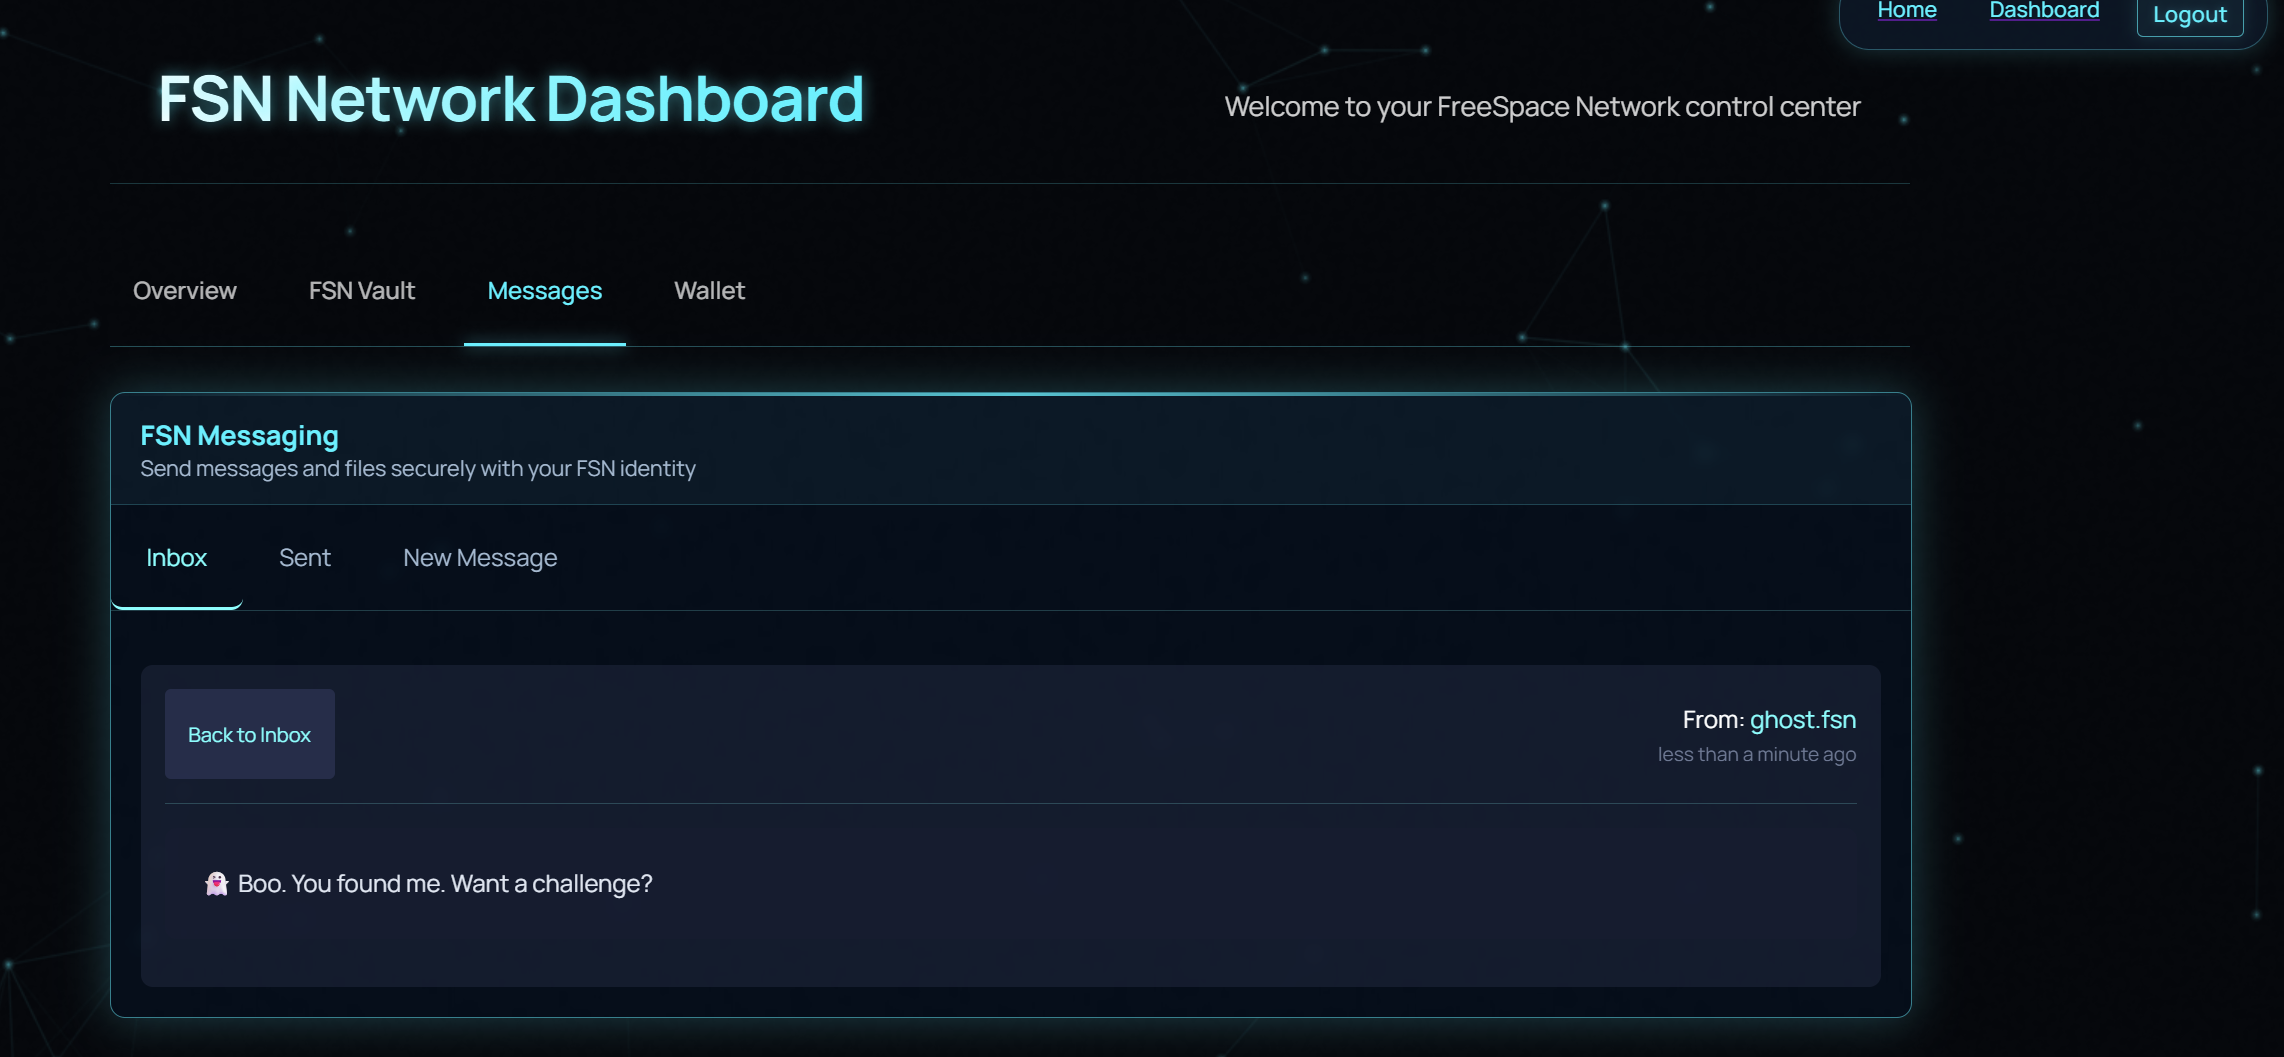 Home Dashboard Logout
FSN Network Dashboard
Welcome to your FreeSpace Network control center
Overview FSN Vault Messages Wallet
FSN Messaging
Send messages and files securely with your FSN identity
Inbox Sent New Message
Back to Inbox
From: ghost.fsn
less than a minute ago
👻 Boo. You found me. Want a challenge?